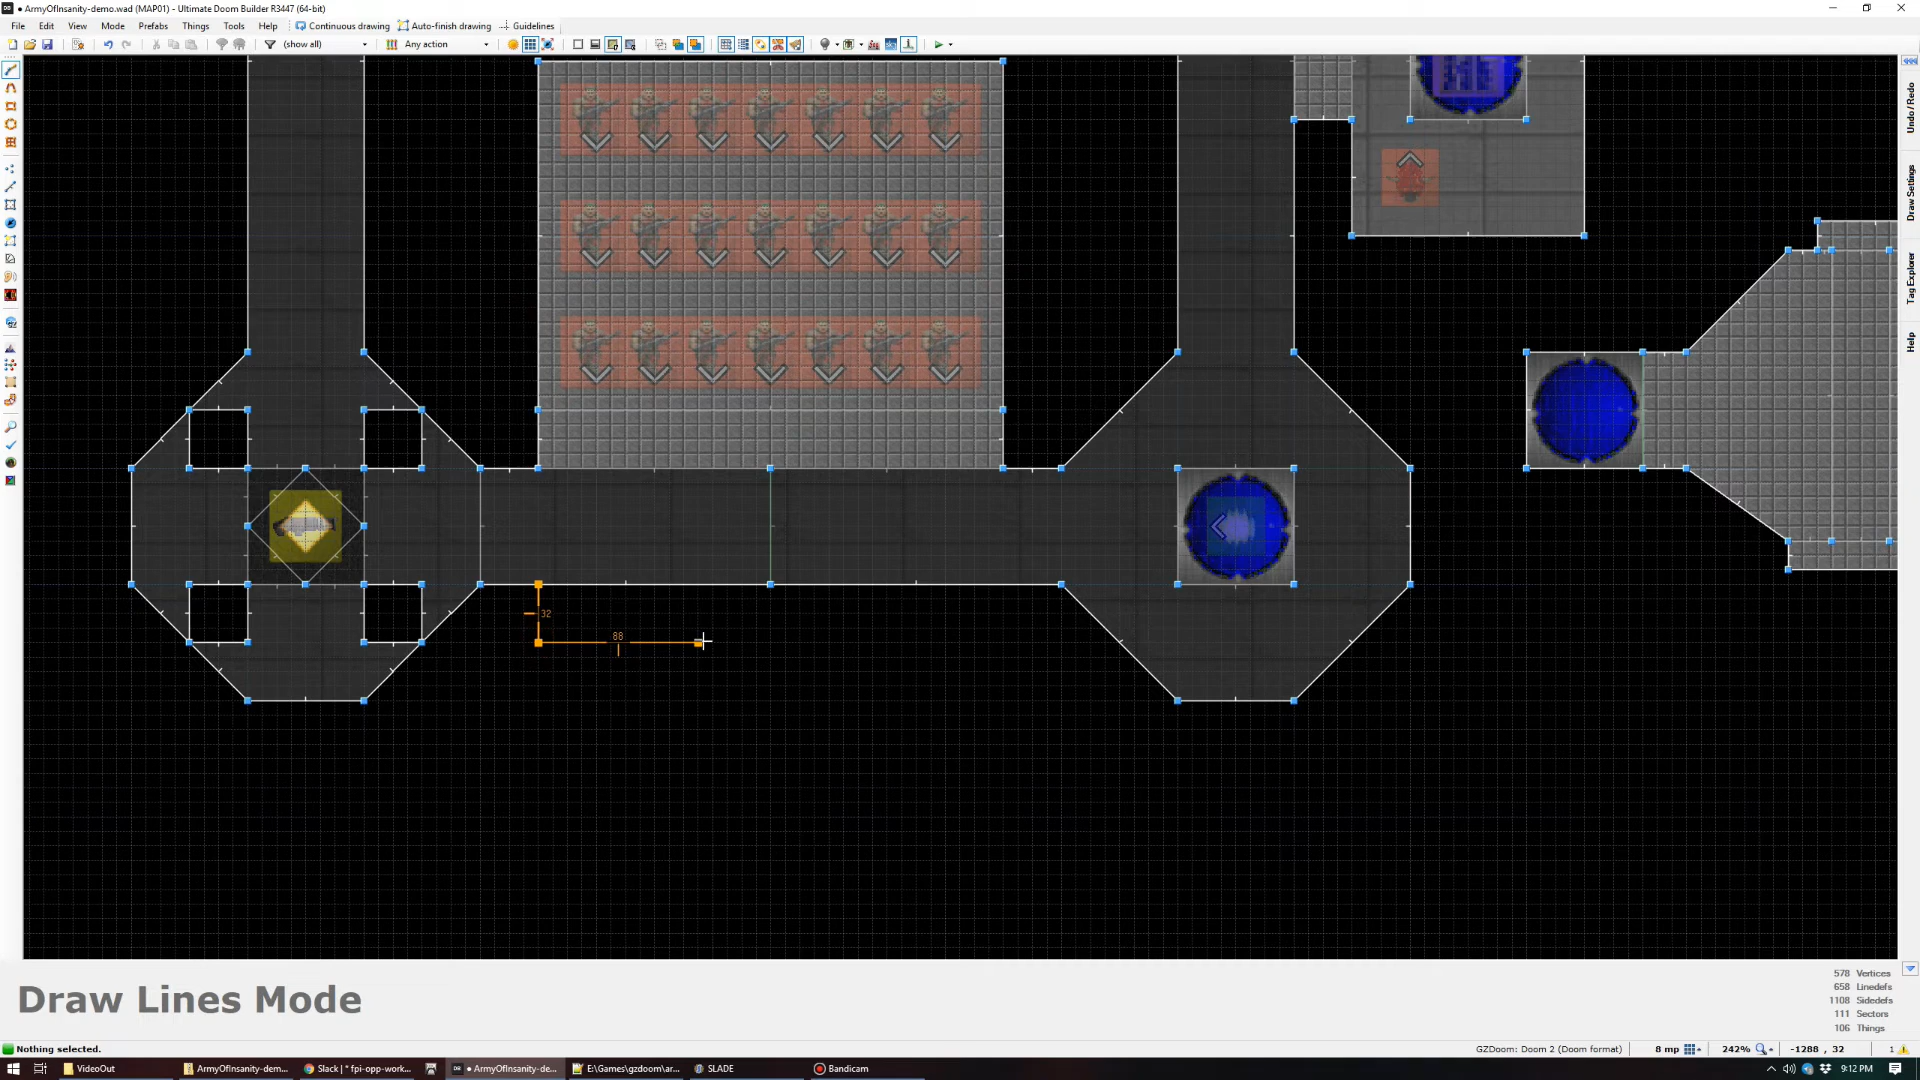 ● ArmyOfInsanity-demo.wad (MAP01) - Ultimate Doom Builder R3447 (64-bit)
File Edit View Mode Prefabs Things Tools Help Continuous drawing Auto-finish drawing Guidelines
(show all) Any action
Undo / Redo
Draw Settings
Tag Explorer
Help
32
88
Draw Lines Mode
578 Vertices
658 Linedefs
1108 Sidedefs
111 Sectors
106 Things
Nothing selected.
GZDoom: Doom 2 (Doom format) 8 mp 242% -1288 , 32 1
VideoOut ArmyOfInsanity-dem... Slack | * fpi-opp-work... ● ArmyOfInsanity-de... E:\Games\gzdoom\ar... SLADE Bandicam 9:12 PM